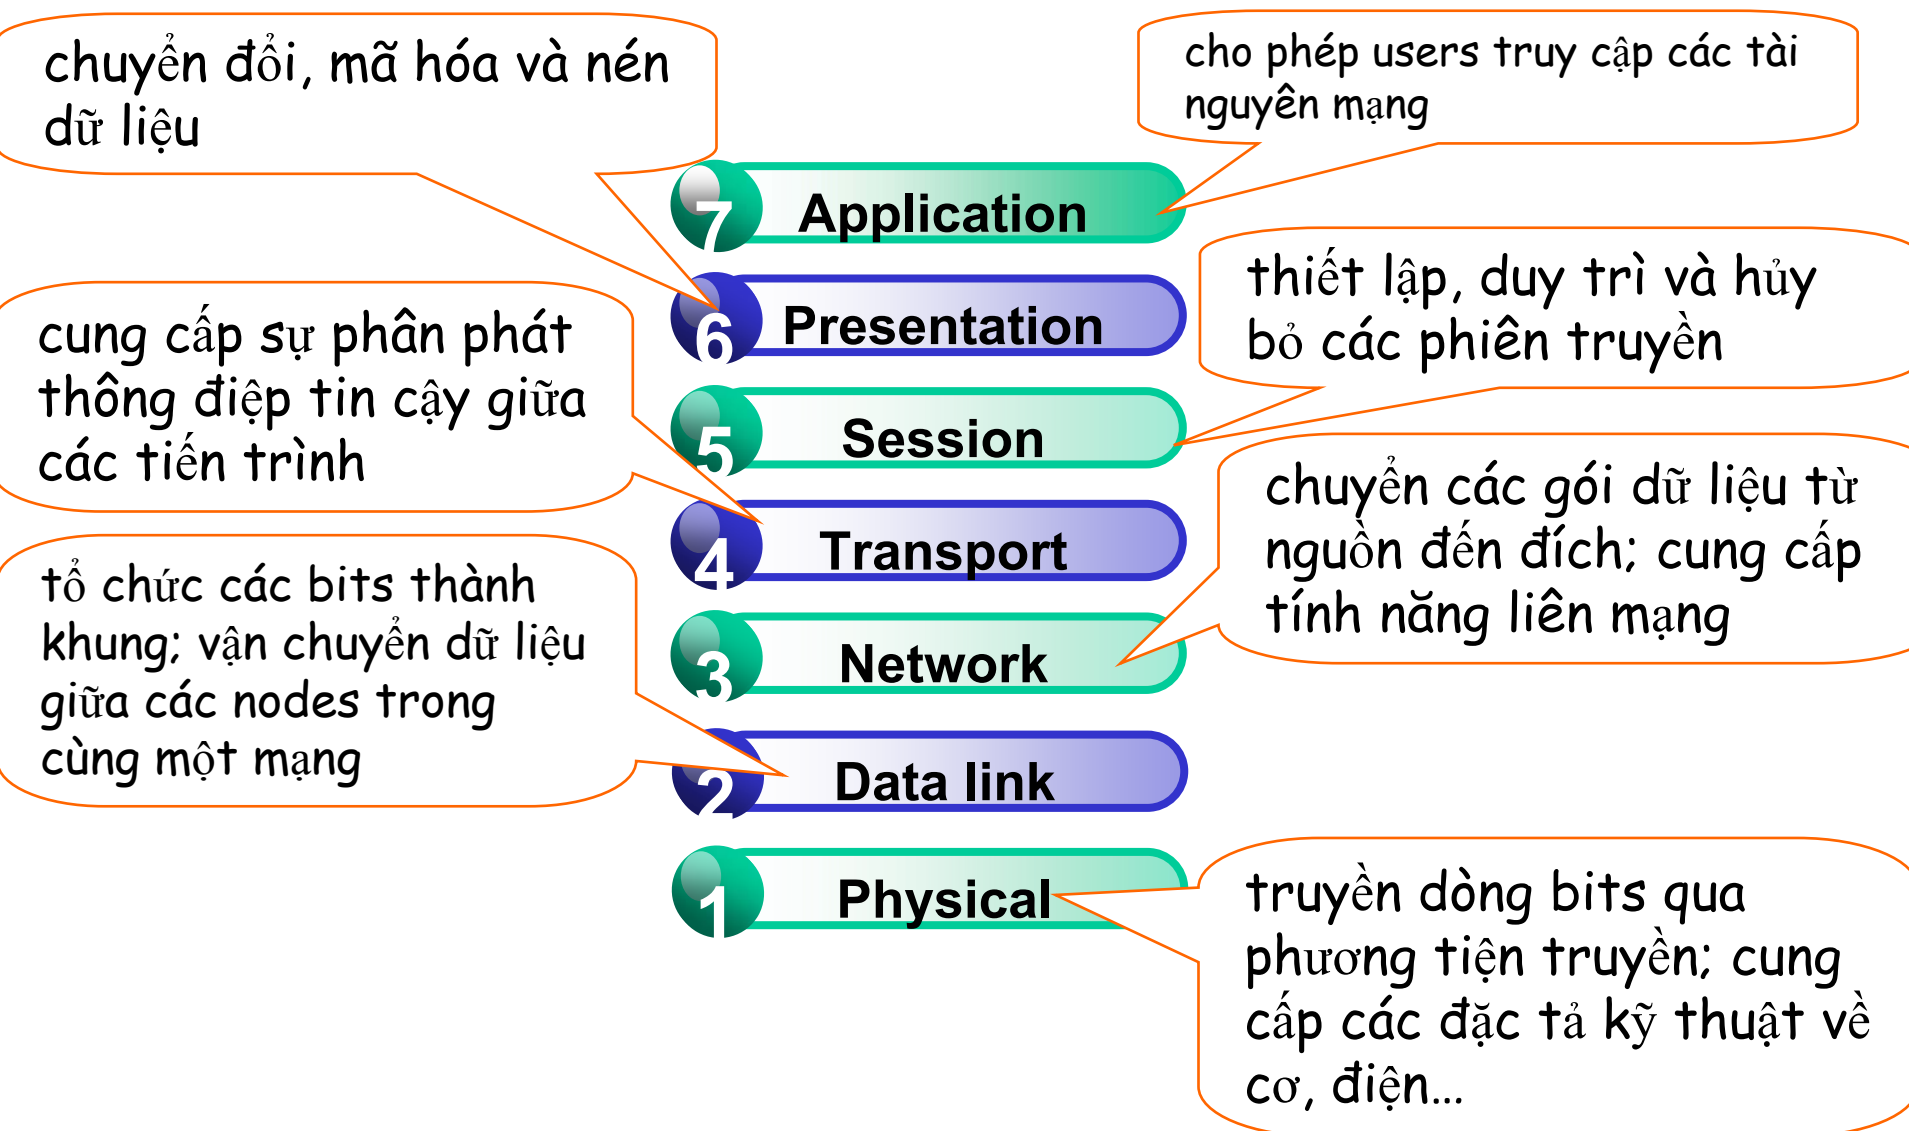 chuyển đổi, mã hóa và nén
dữ liệu
cho phép users truy cập các tài
nguyên mạng
7 Application
6 Presentation
thiết lập, duy trì và hủy
bỏ các phiên truyền
cung cấp sự phân phát
thông điệp tin cậy giữa
các tiến trình
5 Session
4 Transport
chuyển các gói dữ liệu từ
nguồn đến đích; cung cấp
tính năng liên mạng
tổ chức các bits thành
khung; vận chuyển dữ liệu
giữa các nodes trong
cùng một mạng
3 Network
2 Data link
1 Physical
truyền dòng bits qua
phương tiện truyền; cung
cấp các đặc tả kỹ thuật về
cơ, điện...